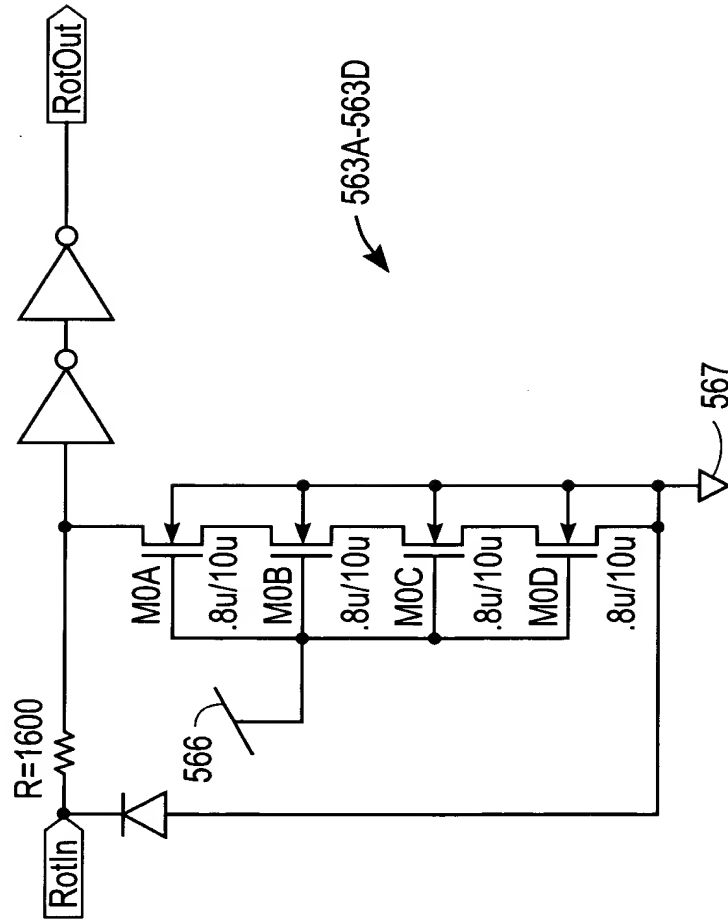 RotIn
R=1600
RotOut
566
M0A
.8u/10u
M0B
.8u/10u
M0C
.8u/10u
M0D
.8u/10u
563A-563D
567